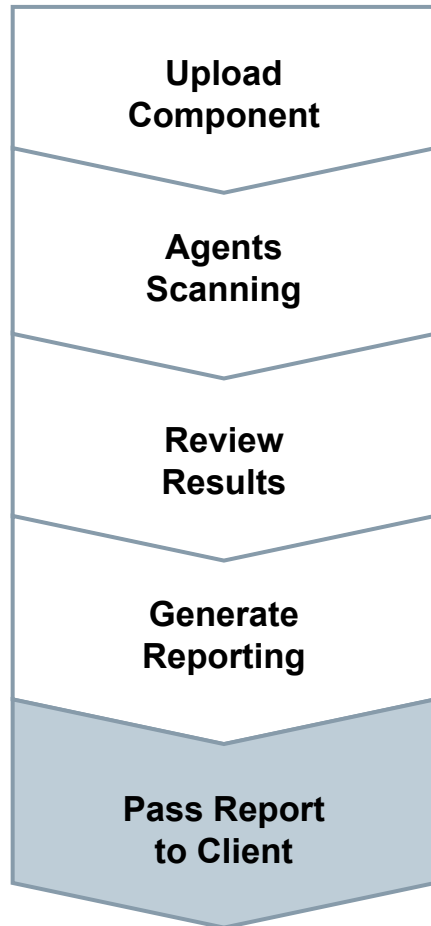 Upload
Component
Agents
Scanning
Review
Results
Generate
Reporting
Pass Report
to Client